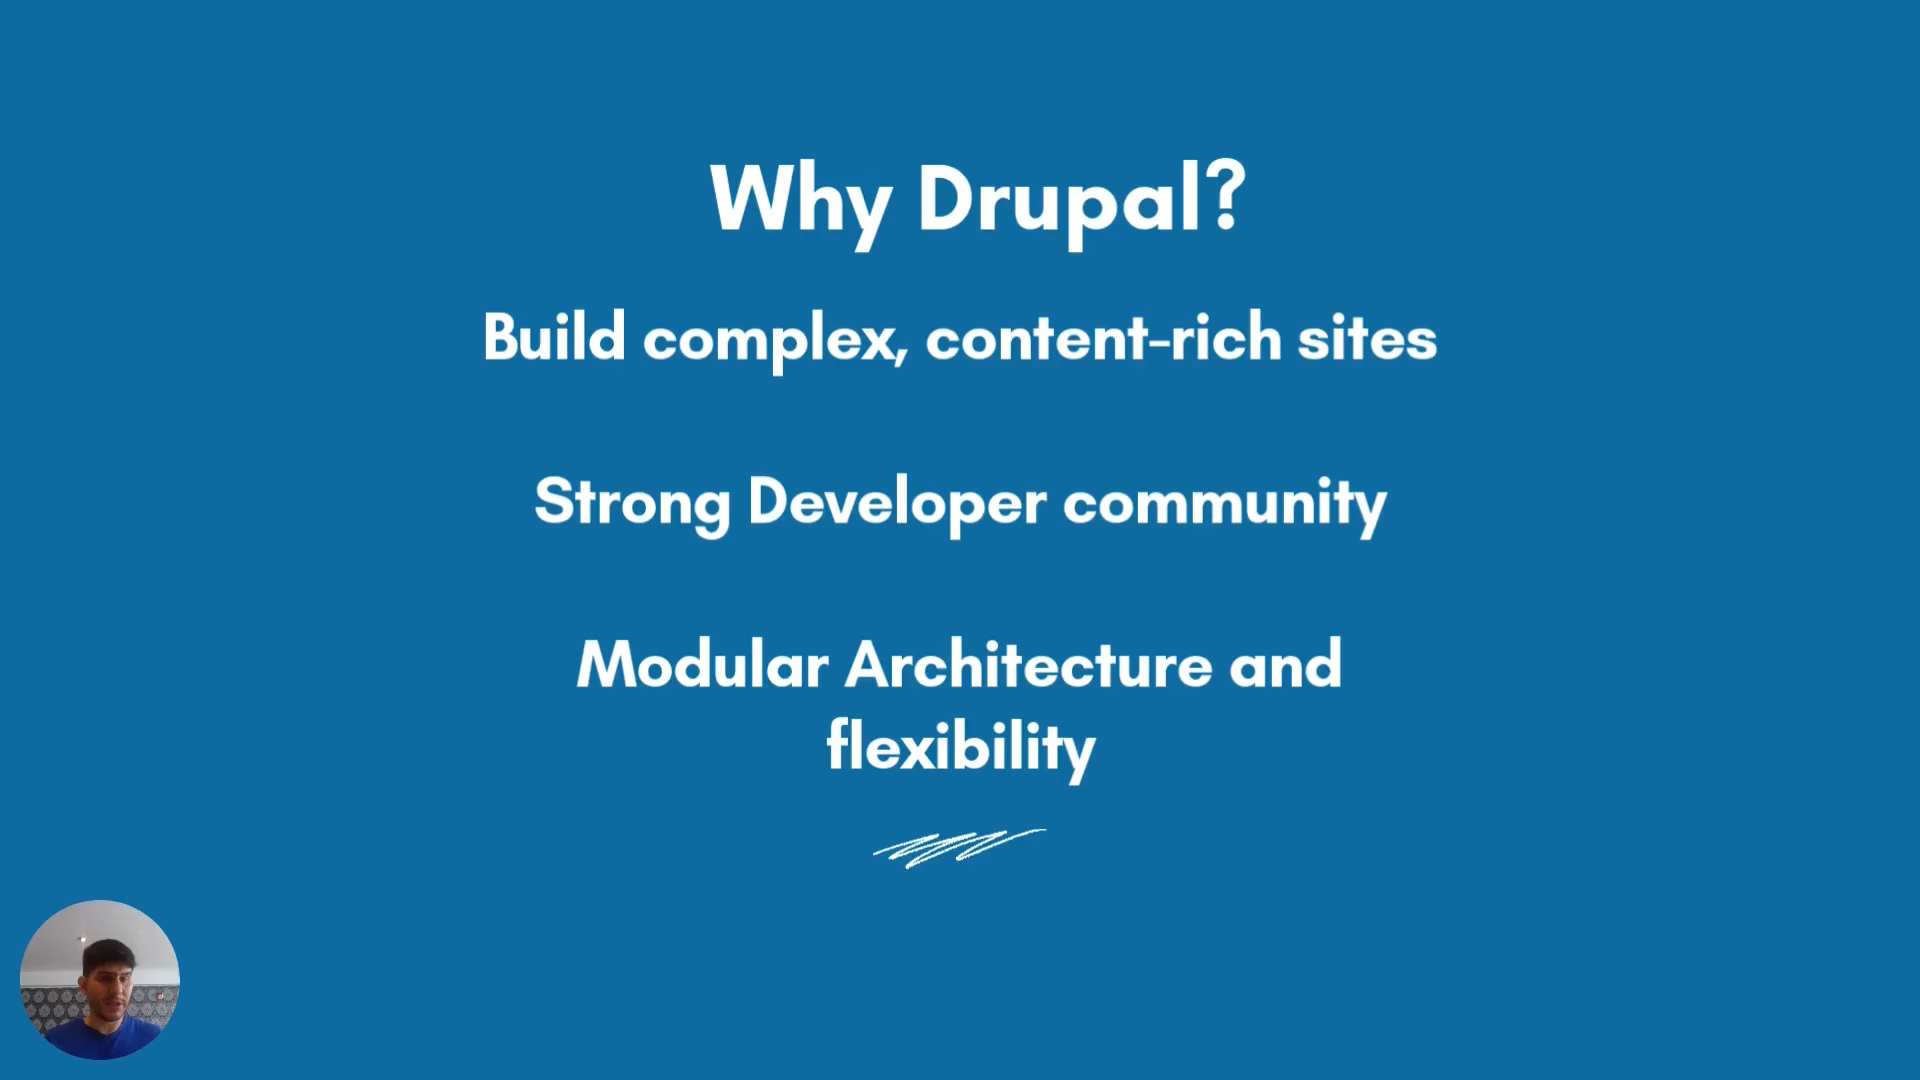 Why Drupal?
Build complex, content-rich sites
Strong Developer community
Modular Architecture and
flexibility